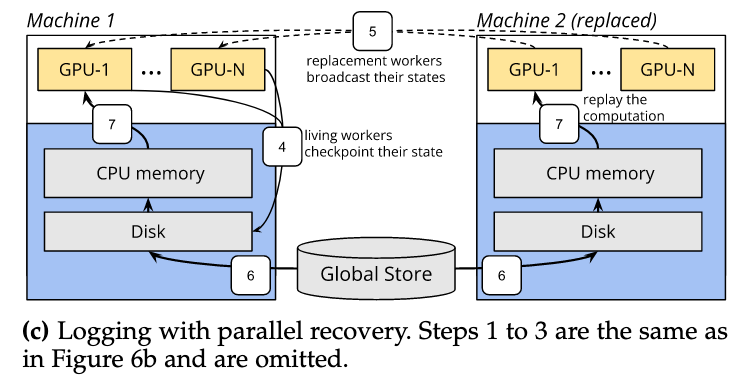 Machine 1
Machine 2 (replaced)
5
GPU-1
...
GPU-N
replacement workers
broadcast their states
GPU-1
...
GPU-N
7
4
living workers
checkpoint their state
replay the
computation
7
CPU memory
CPU memory
Disk
Disk
6
Global Store
6
(c) Logging with parallel recovery. Steps 1 to 3 are the same as
in Figure 6b and are omitted.